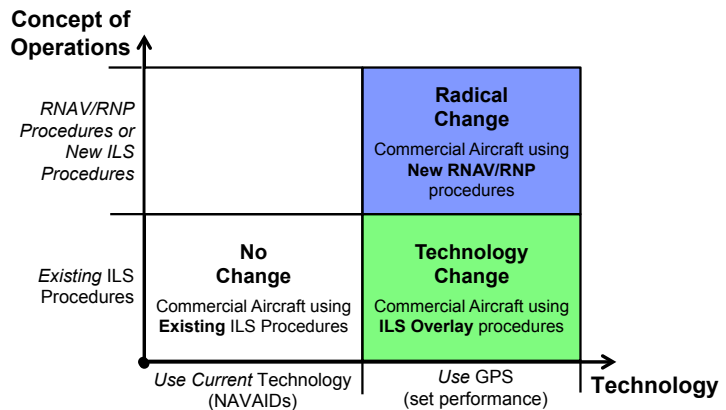 Concept of
Operations
RNAV/RNP
Procedures or
New ILS
Procedures
Radical
Change
Commercial Aircraft using
New RNAV/RNP
procedures
Existing ILS
Procedures
No
Change
Commercial Aircraft using
Existing ILS Procedures
Technology
Change
Commercial Aircraft using
ILS Overlay procedures
Use Current Technology
(NAVAIDs)
Use GPS
(set performance)
Technology